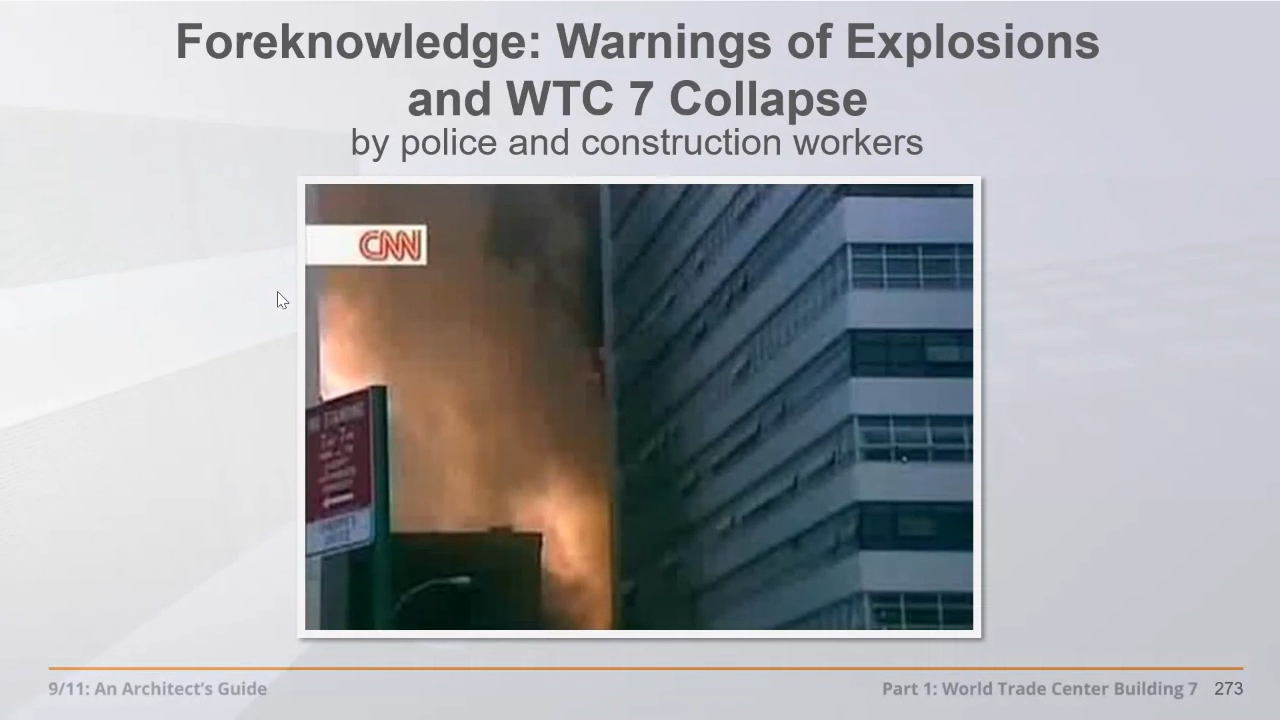 Foreknowledge: Warnings of Explosions
and WTC 7 Collapse
by police and construction workers
CNN
9/11: An Architect's Guide
Part 1: World Trade Center Building 7 273